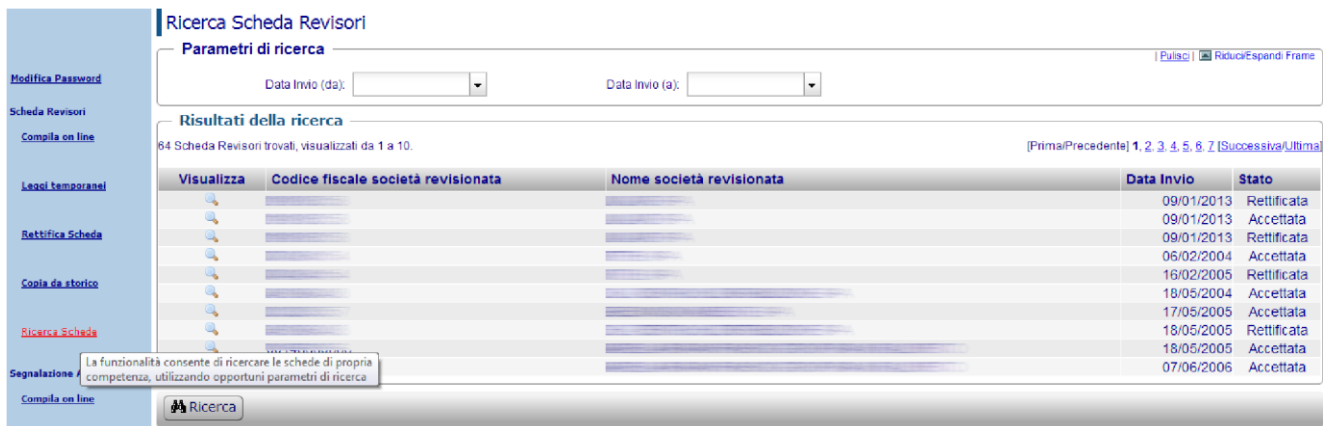 Ricerca Scheda Revisori
Parametri di ricerca
| Pulisci | Riduci/Espandi Frame
Data Invio (da):
Data Invio (a):
Modifica Password
Scheda Revisori
Compila on line
Leggi temporanei
Rettifica Scheda
Copia da storico
Ricerca Scheda
La funzionalità consente di ricercare le schede di propria
competenza, utilizzando opportuni parametri di ricerca
Segnalazione
Compila on line
Risultati della ricerca
64 Scheda Revisori trovati, visualizzati da 1 a 10.
[Prima/Precedente] 1, 2, 3, 4, 5, 6, 7 [Successiva/Ultima]
Visualizza Codice fiscale società revisionata Nome società revisionata Data Invio Stato
09/01/2013 Rettificata
09/01/2013 Accettata
09/01/2013 Rettificata
06/02/2004 Accettata
16/02/2005 Rettificata
18/05/2004 Accettata
17/05/2005 Accettata
18/05/2005 Rettificata
18/05/2005 Accettata
07/06/2006 Accettata
Ricerca